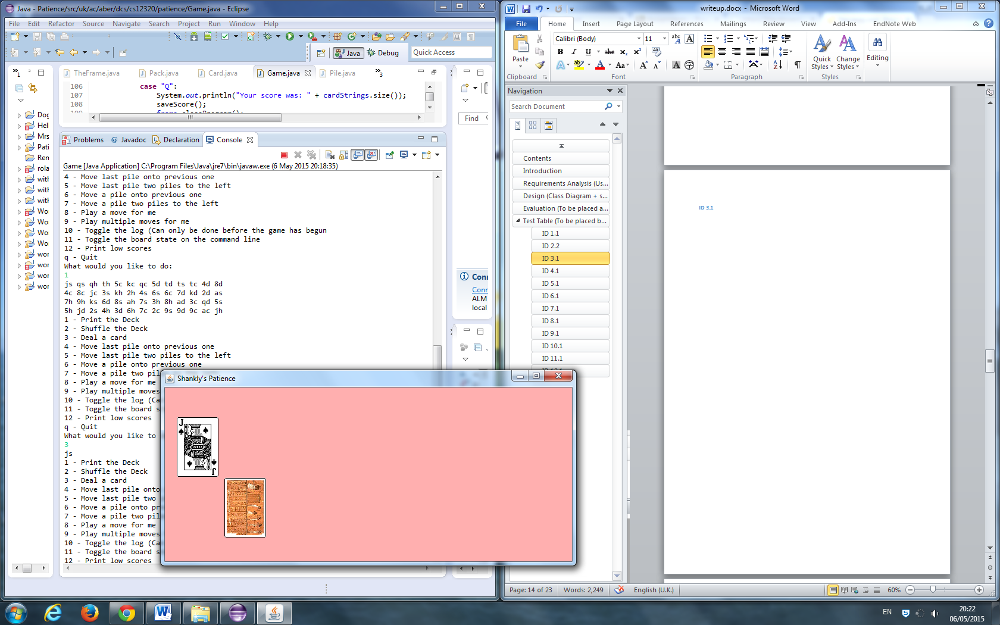 Java - Patience/src/uk/ac/aber/dcs/cs12320/patience/Game.java - Eclipse
File Edit Refactor Source Navigate Search Project Run Window Help
Java Debug Quick Access
TheFrame.java Pack.java Card.java Game.java Pile.java
106 case "Q":
107 System.out.println("Your score was: " + cardStrings.size());
108 saveScore();
Find
Dog
Hel
Mrs
Pati
Ren
rola
with
with
with
Wo
Wo
Wo
Wo
wor
wor
wor
wor
Problems @ Javadoc Declaration Console
Game [Java Application] C:\Program Files\Java\jre7\bin\javaw.exe (6 May 2015 20:18:35)
4 - Move last pile onto previous one
5 - Move last pile two piles to the left
6 - Move a pile onto previous one
7 - Move a pile two piles to the left
8 - Play a move for me
9 - Play multiple moves for me
10 - Toggle the log (Can only be done before the game has begun
11 - Toggle the board state on the command line
12 - Print low scores
q - Quit
What would you like to do:
1
js qs qh th 5c kc qc 5d td ts tc 4d 8d
4c 8c jc 3s kh 2h 4s 6s 6c 7d kd 2d as
7h 9h ks 6d 8s ah 7s 3h 8h ad 3c qd 5s
5h jd 2s 4h 3d 6h 7c 2c 9s 9d 9c ac jh
1 - Print the Deck
2 - Shuffle the Deck
3 - Deal a card
4 - Move last pile onto previous one
5 - Move last pile two piles to the left
6 - Move a pile onto previous one
7 - Move a pile two pil
8 - Play a move for me
9 - Play multiple moves
10 - Toggle the log (Ca
11 - Toggle the board s
12 - Print low scores
q - Quit
What would you like to
3
js
1 - Print the Deck
2 - Shuffle the Deck
3 - Deal a card
4 - Move last pile onto
5 - Move last pile two
6 - Move a pile onto pr
7 - Move a pile two pil
8 - Play a move for me
9 - Play multiple moves
10 - Toggle the log (Ca
11 - Toggle the board s
12 - Print low scores
Conn
Conn
ALM
local
Shankly's Patience
J
J
writeup.docx - Microsoft Word
File Home Insert Page Layout References Mailings Review View Add-Ins EndNote Web
Paste
Calibri (Body) 11
Quick Styles
Change Styles
Editing
Clipboard Font Paragraph Styles
Navigation
Search Document
Contents
Introduction
Requirements Analysis (Us...
Design (Class Diagram + s...
Evaluation (To be placed a...
Test Table (To be placed b...
ID 1.1
ID 2.2
ID 3.1
ID 4.1
ID 5.1
ID 6.1
ID 7.1
ID 8.1
ID 9.1
ID 10.1
ID 11.1
ID 3.1
Page: 14 of 23 Words: 2,249 English (U.K.) 60%
EN
20:22
06/05/2015